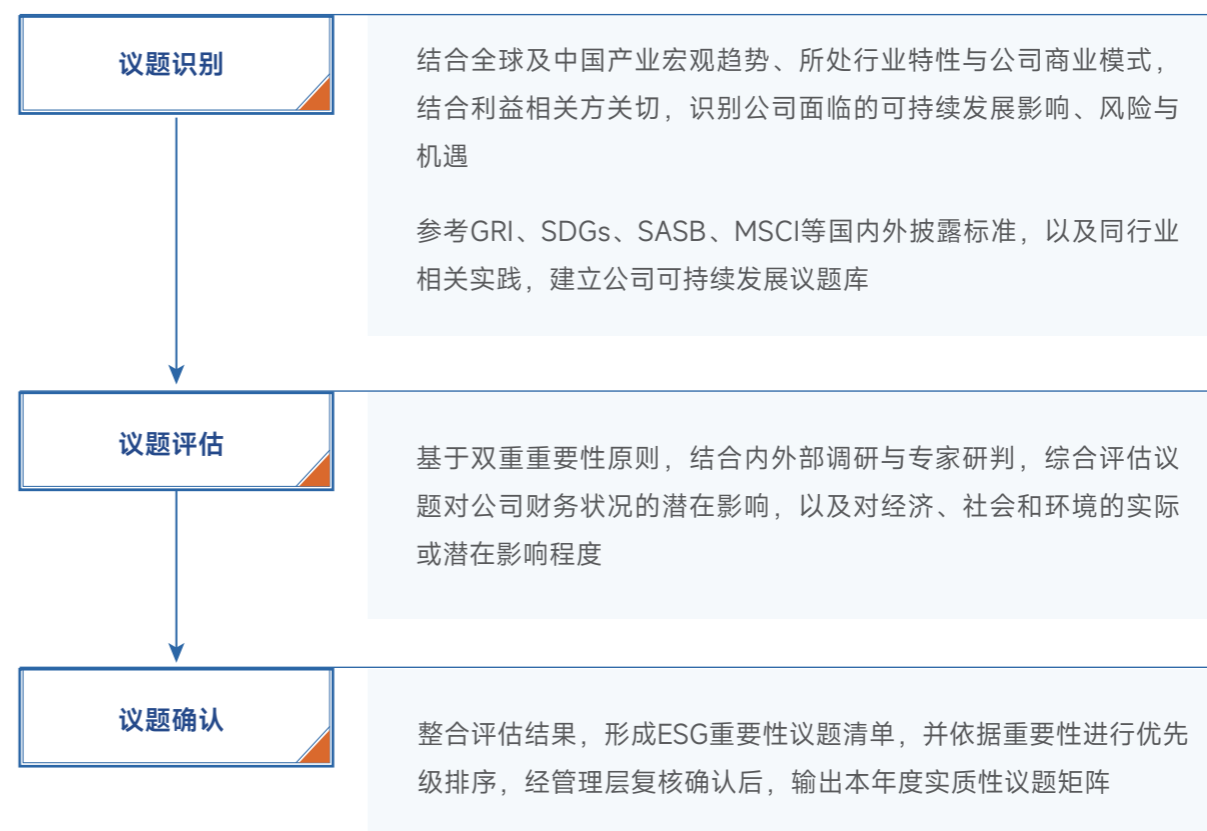 议题识别
结合全球及中国产业宏观趋势、所处行业特性与公司商业模式，
结合利益相关方关切，识别公司面临的可持续发展影响、风险与
机遇
参考GRI、SDGs、SASB、MSCI等国内外披露标准，以及同行业
相关实践，建立公司可持续发展议题库
议题评估
基于双重重要性原则，结合内外部调研与专家研判，综合评估议
题对公司财务状况的潜在影响，以及对经济、社会和环境的实际
或潜在影响程度
议题确认
整合评估结果，形成ESG重要性议题清单，并依据重要性进行优先
级排序，经管理层复核确认后，输出本年度实质性议题矩阵